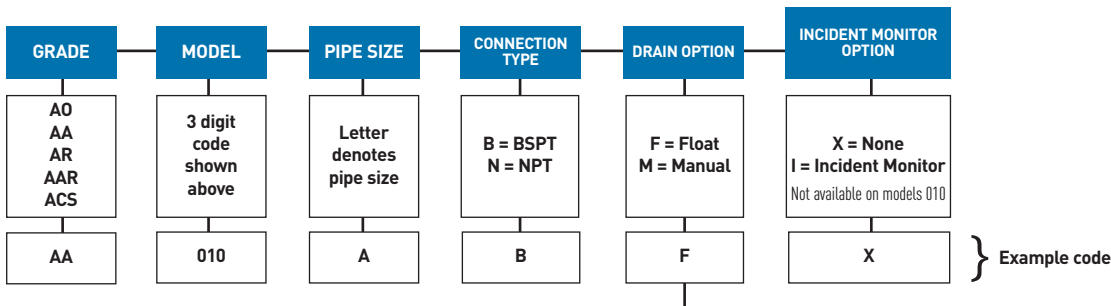 GRADE
MODEL
PIPE SIZE
CONNECTION
TYPE
DRAIN OPTION
INCIDENT MONITOR
OPTION
AO
AA
AR
AAR
ACS
3 digit
code
shown
above
Letter
denotes
pipe size
B = BSPT
N = NPT
F = Float
M = Manual
X = None
I = Incident Monitor
Not available on models 010
AA
010
A
B
F
X
} Example code